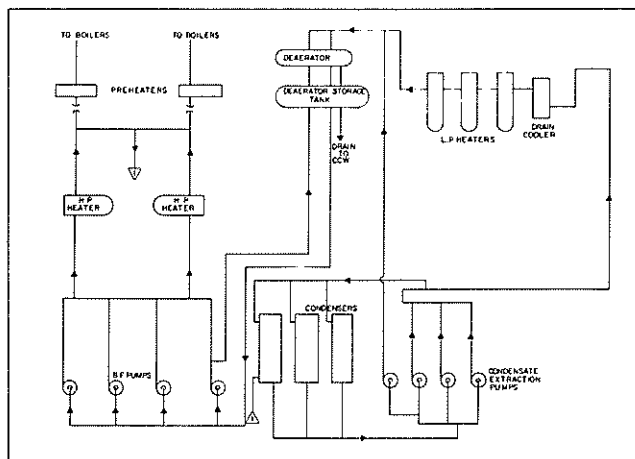 TO BOILERS
TO BOILERS
PREHEATERS
DEAERATOR
DEAERATOR STORAGE
TANK
DRAIN
TO
CCW
L.P HEATERS
DRAIN
COOLER
H.P
HEATER
H.P
HEATER
CONDENSERS
B.F PUMPS
CONDENSATE
EXTRACTION
PUMPS